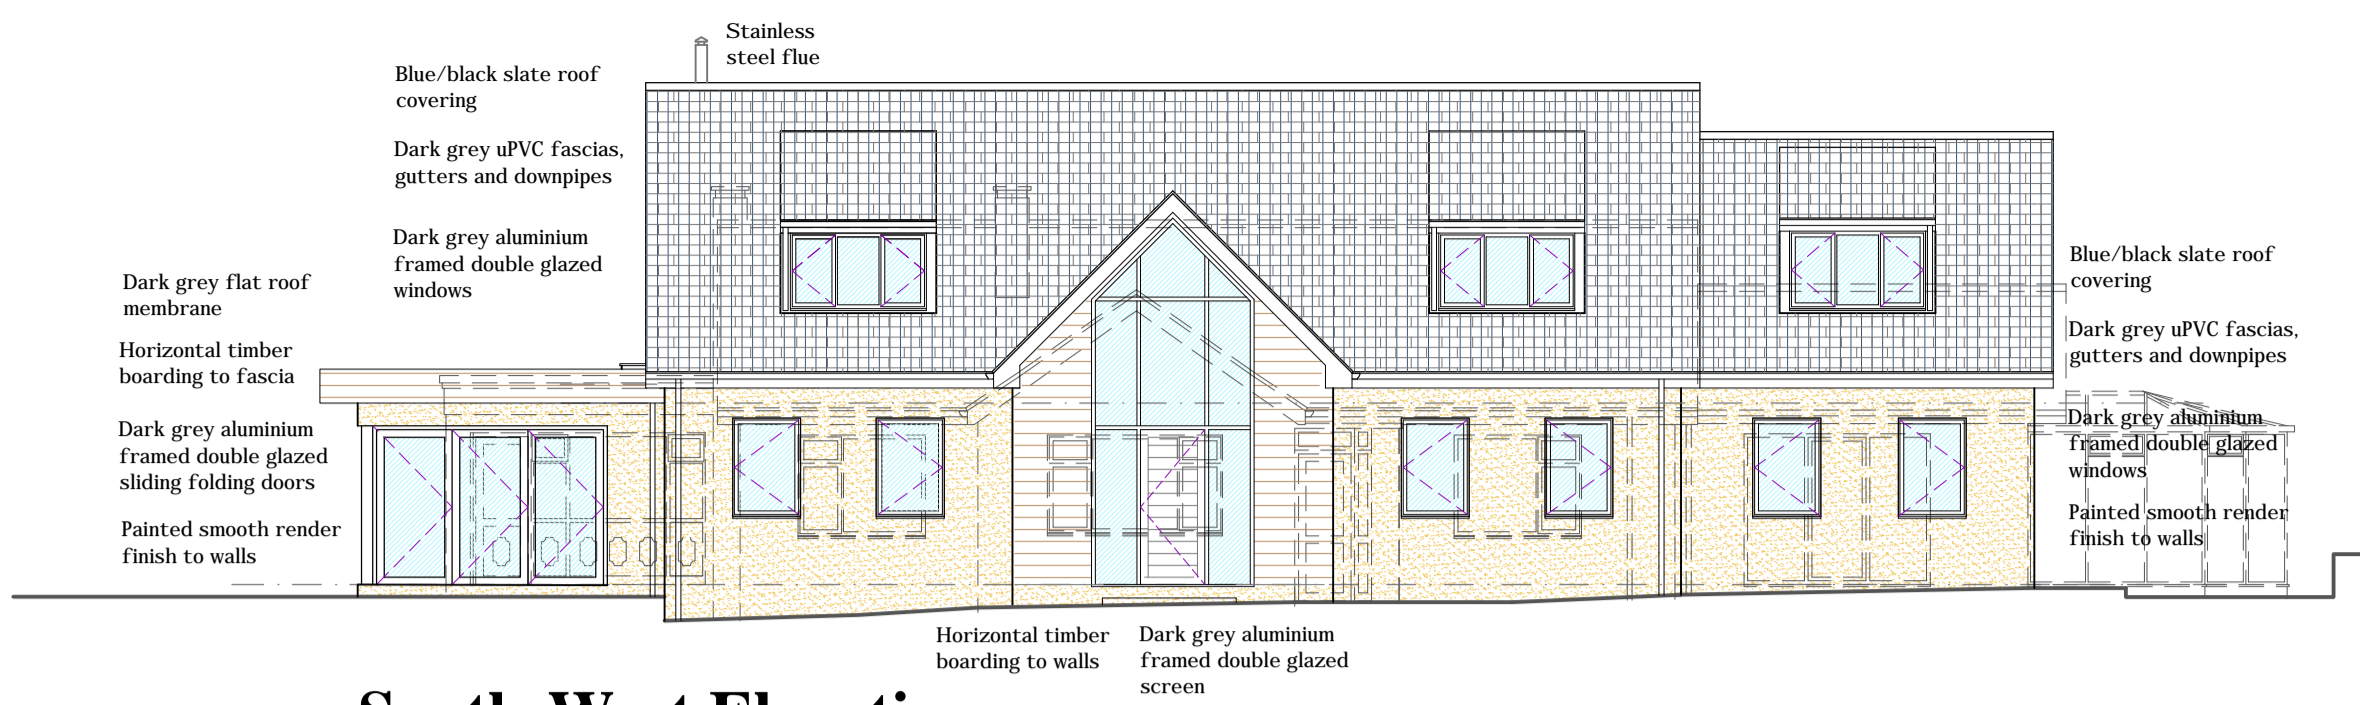 Stainless
steel flue
Blue/black slate roof
covering
Dark grey uPVC fascias,
gutters and downpipes
Dark grey aluminium
framed double glazed
windows
Dark grey flat roof
membrane
Horizontal timber
boarding to fascia
Dark grey aluminium
framed double glazed
sliding folding doors
Painted smooth render
finish to walls
Blue/black slate roof
covering
Dark grey uPVC fascias,
gutters and downpipes
Dark grey aluminium
framed double glazed
windows
Painted smooth render
finish to walls
Horizontal timber
boarding to walls
Dark grey aluminium
framed double glazed
screen